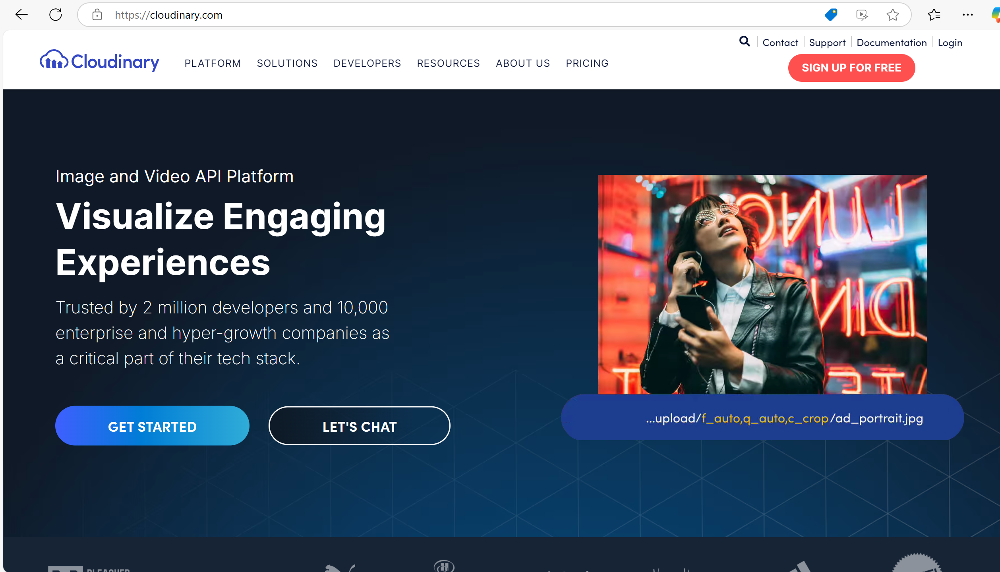 https://cloudinary.com
Contact
Support
Documentation
Login
Cloudinary
PLATFORM
SOLUTIONS
DEVELOPERS
RESOURCES
ABOUT US
PRICING
SIGN UP FOR FREE
Image and Video API Platform
Visualize Engaging
Experiences
Trusted by 2 million developers and 10,000
enterprise and hyper-growth companies as
a critical part of their tech stack.
GET STARTED
LET'S CHAT
...upload/f_auto,q_auto,c_crop/ad_portrait.jpg